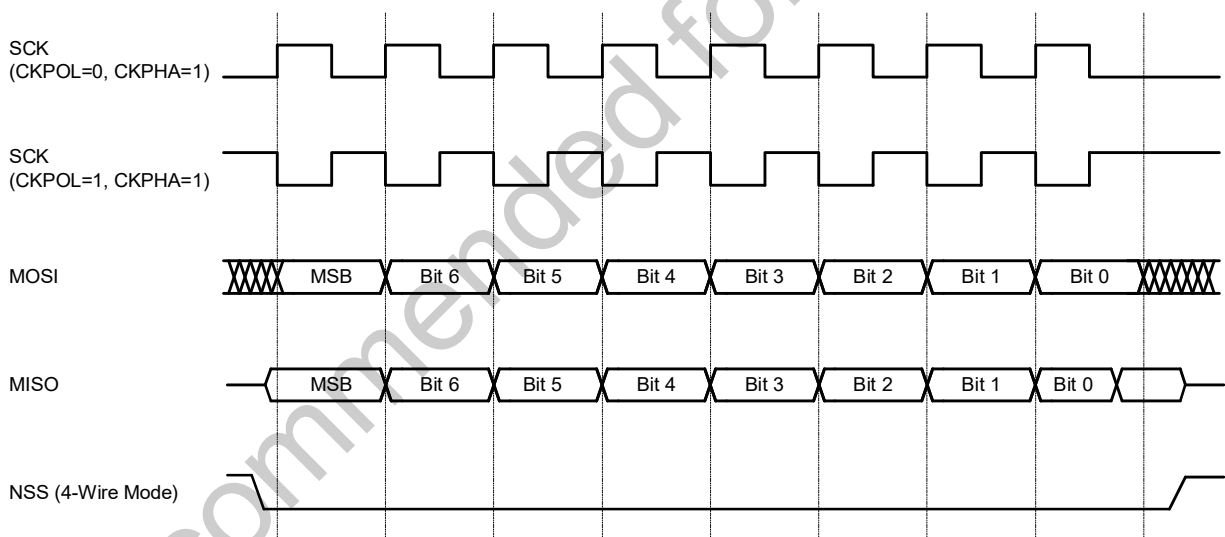 SCK
(CKPOL=0, CKPHA=1)
SCK
(CKPOL=1, CKPHA=1)
MOSI
MSB Bit 6 Bit 5 Bit 4 Bit 3 Bit 2 Bit 1 Bit 0
MISO
MSB Bit 6 Bit 5 Bit 4 Bit 3 Bit 2 Bit 1 Bit 0
NSS (4-Wire Mode)
commended fo